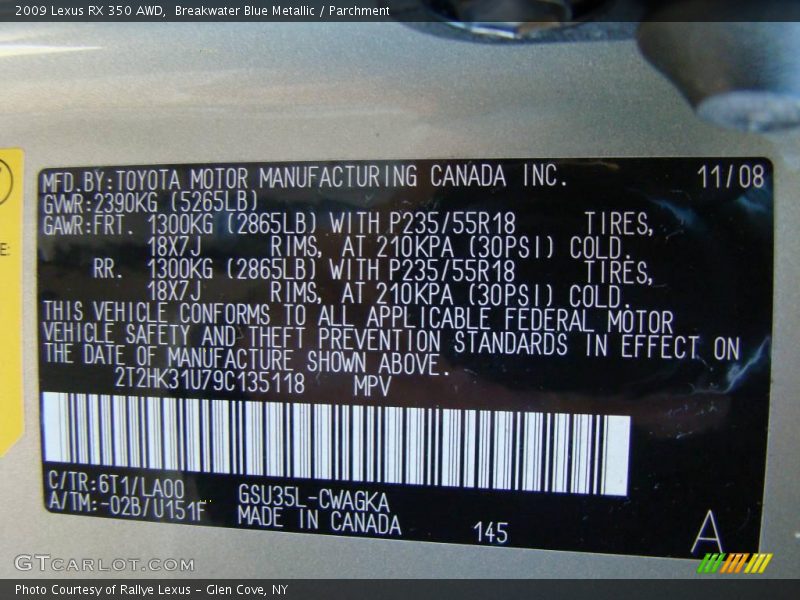 2009 Lexus RX 350 AWD, Breakwater Blue Metallic / Parchment
MFD.BY:TOYOTA MOTOR MANUFACTURING CANADA INC. 11/08
GVWR:2390KG (5265LB)
GAWR:FRT. 1300KG (2865LB) WITH P235/55R18 TIRES,
18X7J RIMS, AT 210KPA (30PSI) COLD.
RR. 1300KG (2865LB) WITH P235/55R18 TIRES,
18X7J RIMS, AT 210KPA (30PSI) COLD.
THIS VEHICLE CONFORMS TO ALL APPLICABLE FEDERAL MOTOR
VEHICLE SAFETY AND THEFT PREVENTION STANDARDS IN EFFECT ON
THE DATE OF MANUFACTURE SHOWN ABOVE.
2T2HK31U79C135118 MPV
C/TR:6T1/LA00 GSU35L-CWAGKA
A/TM:-02B/U151F MADE IN CANADA 145 A
E:
GTCARLOT.COM
Photo Courtesy of Rallye Lexus - Glen Cove, NY